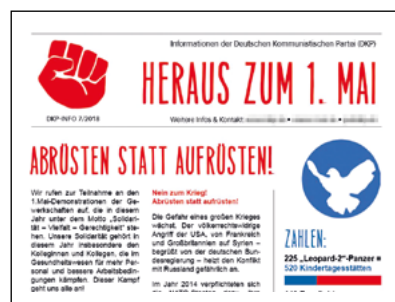 Informationen der Deutschen Kommunistischen Partei (DKP)
HERAUS ZUM 1. MAI
DKP-INFO 7/2018
Weitere Infos & Kontakt:
ABRÜSTEN STATT AUFRÜSTEN!
Wir rufen zur Teilnahme an den
1.Mai-Demonstrationen der Ge-
werkschaften auf, die in diesem
Jahr unter dem Motto „Solidari-
tät – Vielfalt – Gerechtigkeit" ste-
hen. Unsere Solidarität gehört in
diesem Jahr insbesondere den
Kolleginnen und Kollegen, die im
Gesundheitswesen für mehr Per-
sonal und bessere Arbeitsbedin-
gungen kämpfen. Dieser Kampf
geht uns alle an!
Nein zum Krieg!
Abrüsten statt aufrüsten!
Die Gefahr eines großen Krieges
wächst. Der völkerrechtswidrige
Angriff der USA, von Frankreich
und Großbritannien auf Syrien –
begrüßt von der deutschen Bun-
desregierung – heizt den Konflikt
mit Russland gefährlich an.
Im Jahr 2014 verpflichteten sich
ZAHLEN:
225 „Leopard-2"-Panzer =
520 Kindertagesstätten